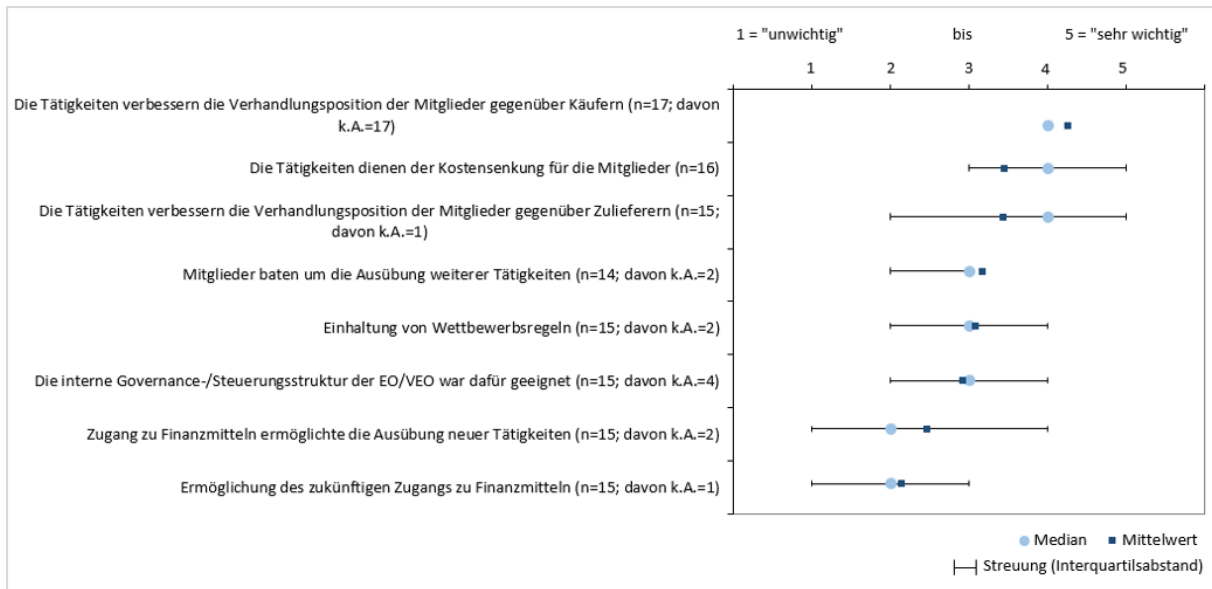 1 = "unwichtig" bis 5 = "sehr wichtig"
1 2 3 4 5
Die Tätigkeiten verbessern die Verhandlungsposition der Mitglieder gegenüber Käufern (n=17; davon
k.A.=17)
Die Tätigkeiten dienen der Kostensenkung für die Mitglieder (n=16)
Die Tätigkeiten verbessern die Verhandlungsposition der Mitglieder gegenüber Zulieferern (n=15;
davon k.A.=1)
Mitglieder baten um die Ausübung weiterer Tätigkeiten (n=14; davon k.A.=2)
Einhaltung von Wettbewerbsregeln (n=15; davon k.A.=2)
Die interne Governance-/Steuerungsstruktur der EO/VEO war dafür geeignet (n=15; davon k.A.=4)
Zugang zu Finanzmitteln ermöglichte die Ausübung neuer Tätigkeiten (n=15; davon k.A.=2)
Ermöglichung des zukünftigen Zugangs zu Finanzmitteln (n=15; davon k.A.=1)
Median Mittelwert
Streuung (Interquartilsabstand)